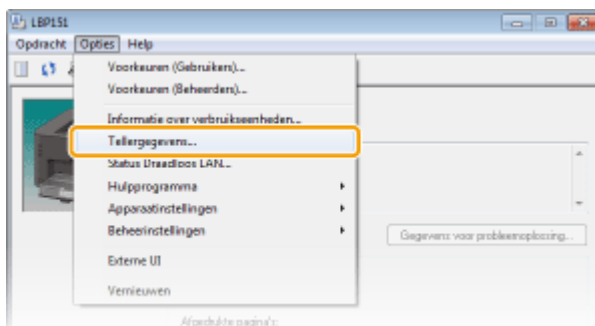 LBP151
Opdracht Opties Help
Voorkeuren (Gebruikers)...
Voorkeuren (Beheerders)...
Informatie over verbruikseenheden...
Tellergegevens...
Status Draadloos LAN...
Hulpprogramma
Apparaatinstellingen
Beheerinstellingen
Gegevens voor probleemoplossing...
Externe UI
Vernieuwen
Afgedrukte pagina's: